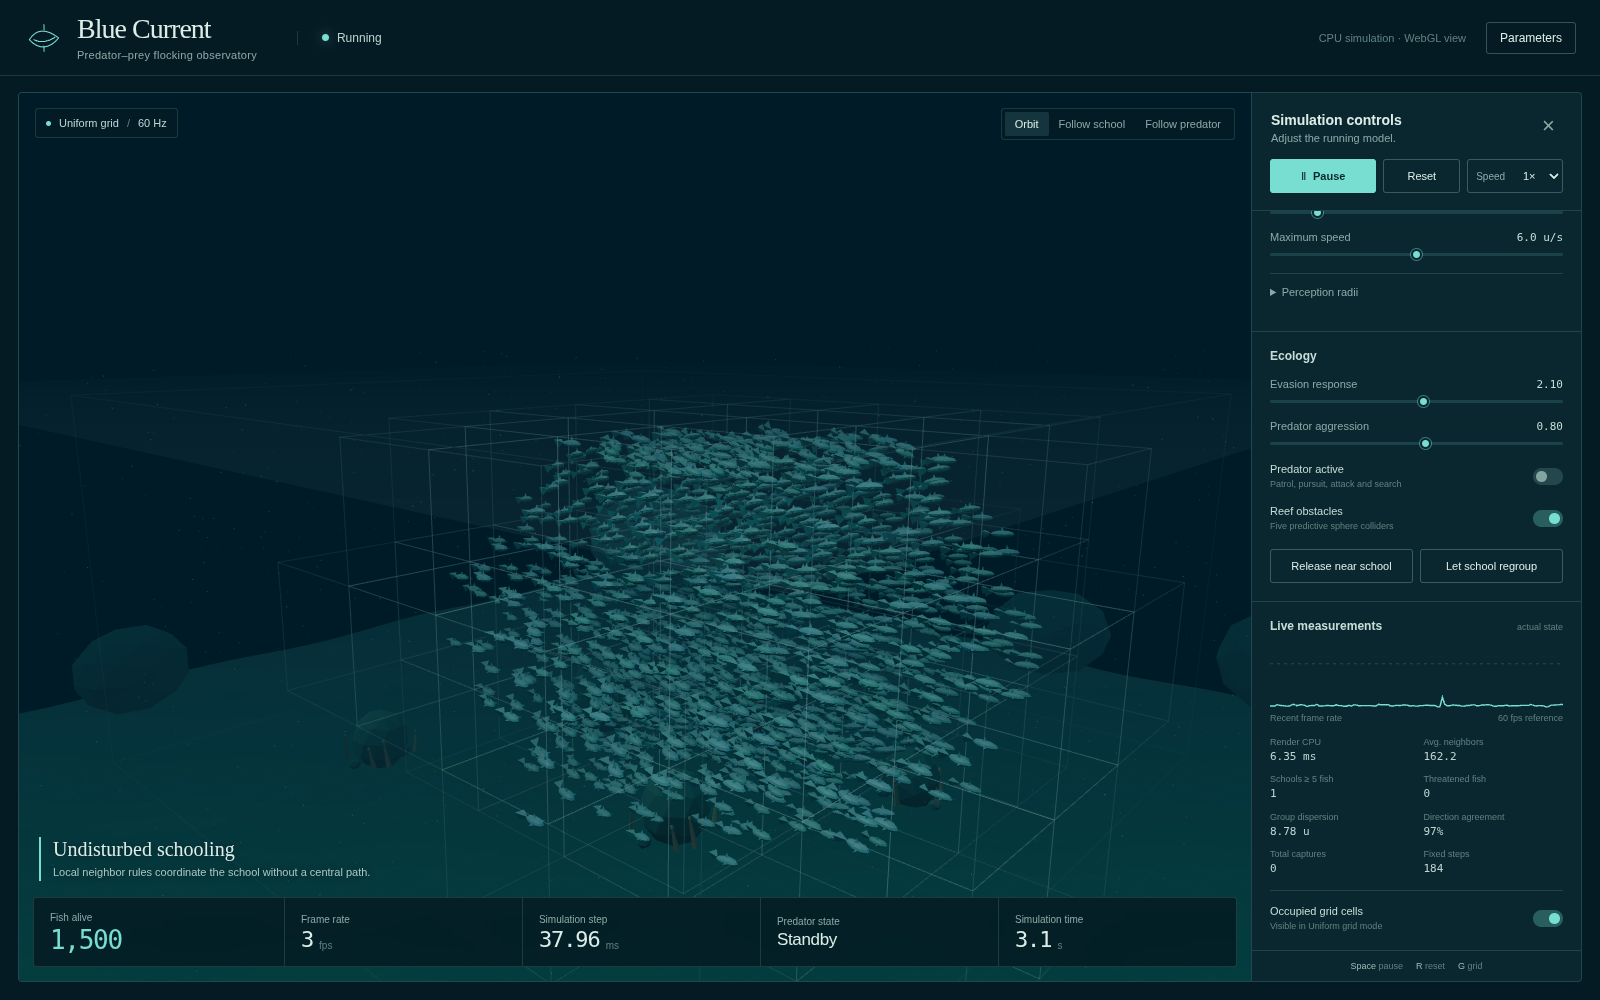 Blue Current
Predator–prey flocking observatory
Running
CPU simulation · WebGL view
Parameters
Uniform grid / 60 Hz
Orbit Follow school Follow predator
Simulation controls
Adjust the running model.
Pause
Reset
Speed 1×
Maximum speed 6.0 u/s
Perception radii
Ecology
Evasion response 2.10
Predator aggression 0.80
Predator active
Patrol, pursuit, attack and search
Reef obstacles
Five predictive sphere colliders
Release near school
Let school regroup
Live measurements actual state
Recent frame rate 60 fps reference
Render CPU Avg. neighbors
6.35 ms 162.2
Schools ≥ 5 fish Threatened fish
1 0
Group dispersion Direction agreement
8.78 u 97%
Total captures Fixed steps
0 184
Occupied grid cells
Visible in Uniform grid mode
Space pause R reset G grid
Undisturbed schooling
Local neighbor rules coordinate the school without a central path.
Fish alive
1,500
Frame rate
3 fps
Simulation step
37.96 ms
Predator state
Standby
Simulation time
3.1 s